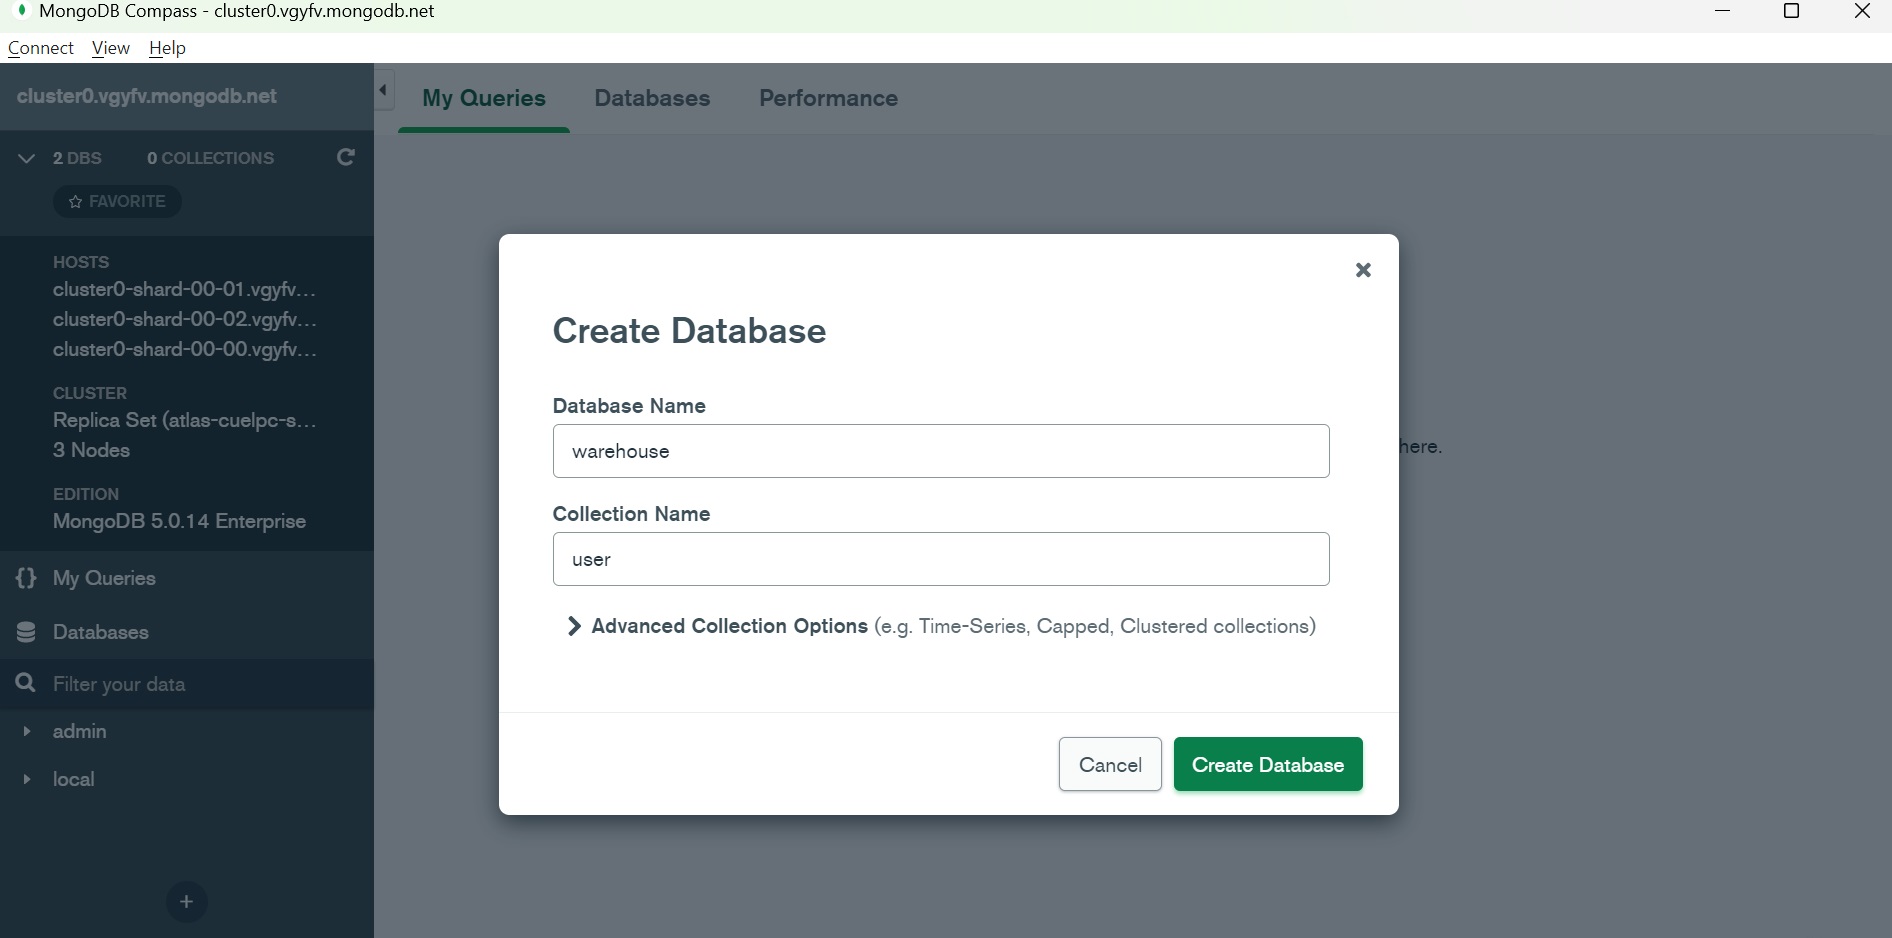 MongoDB Compass - cluster0.vgyfv.mongodb.net
Connect View Help
cluster0.vgyfv.mongodb.net
My Queries Databases Performance
2 DBS 0 COLLECTIONS
FAVORITE
HOSTS
cluster0-shard-00-01.vgyfv...
cluster0-shard-00-02.vgyfv...
cluster0-shard-00-00.vgyfv...
CLUSTER
Replica Set (atlas-cuelpc-s...
3 Nodes
EDITION
MongoDB 5.0.14 Enterprise
{} My Queries
Databases
Filter your data
admin
local
+
here.
Create Database
Database Name
warehouse
Collection Name
user
Advanced Collection Options (e.g. Time-Series, Capped, Clustered collections)
Cancel Create Database